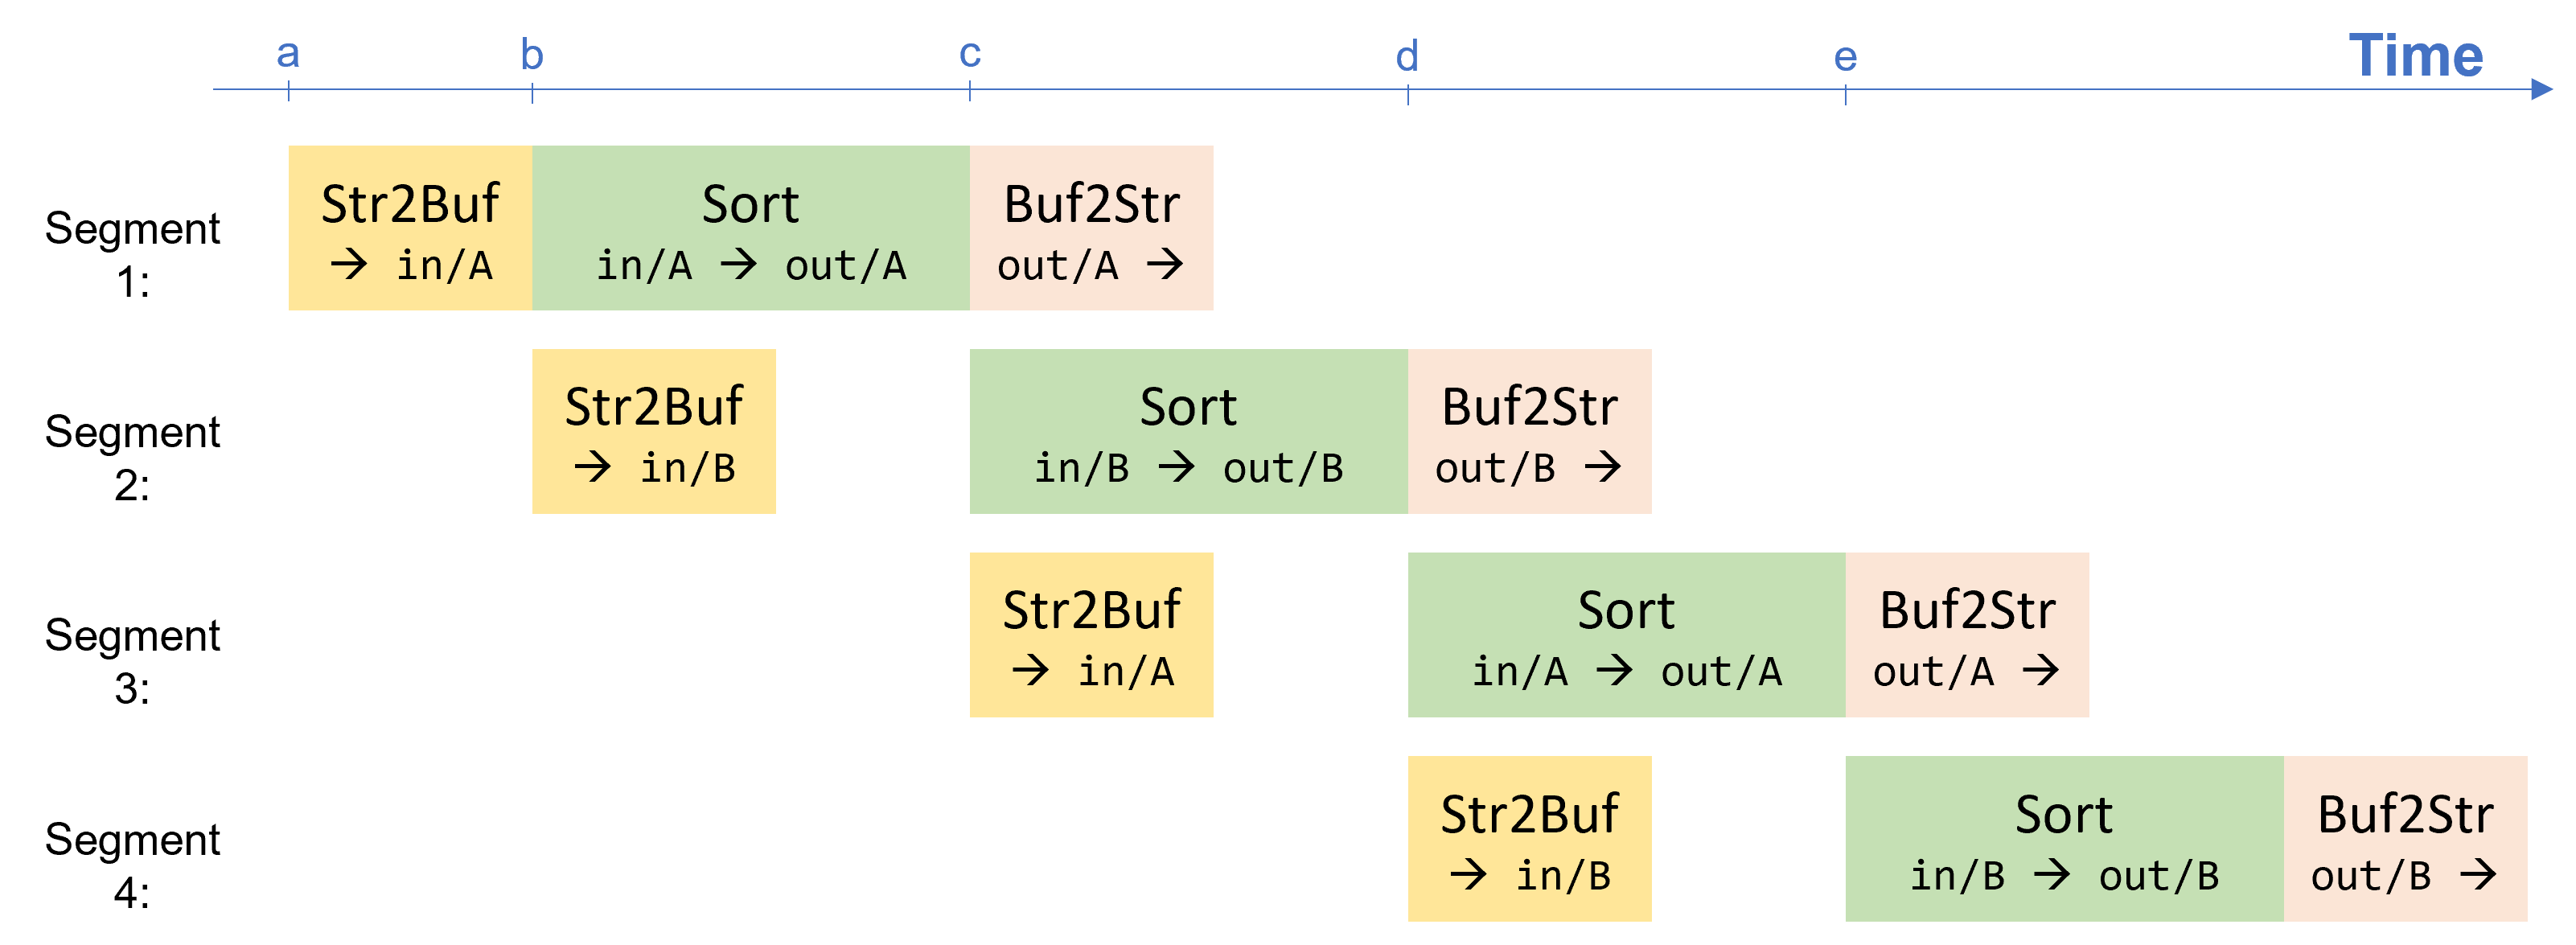 a b c d e Time
Segment 1:
Str2Buf
→ in/A
Sort
in/A → out/A
Buf2Str
out/A →
Segment 2:
Str2Buf
→ in/B
Sort
in/B → out/B
Buf2Str
out/B →
Segment 3:
Str2Buf
→ in/A
Sort
in/A → out/A
Buf2Str
out/A →
Segment 4:
Str2Buf
→ in/B
Sort
in/B → out/B
Buf2Str
out/B →